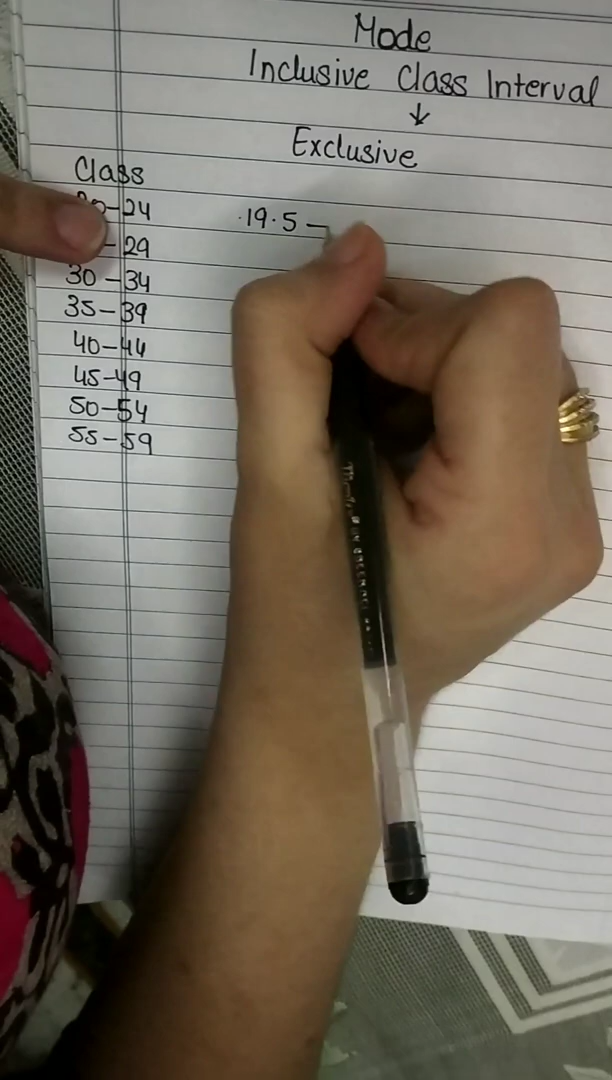 Mode
Inclusive Class Interval
↓
Exclusive
Class
-24
19.5 –
- 29
30 - 34
35-39
40-44
45-49
50-54
55-59